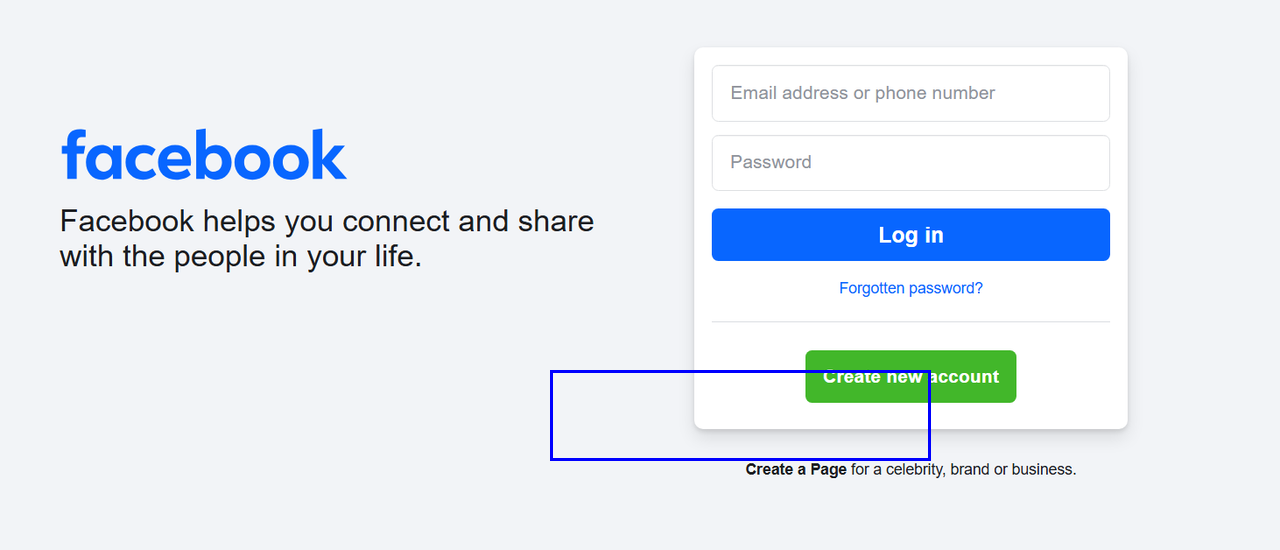 facebook
Facebook helps you connect and share
with the people in your life.
Email address or phone number
Password
Log in
Forgotten password?
Create new account
Create a Page for a celebrity, brand or business.